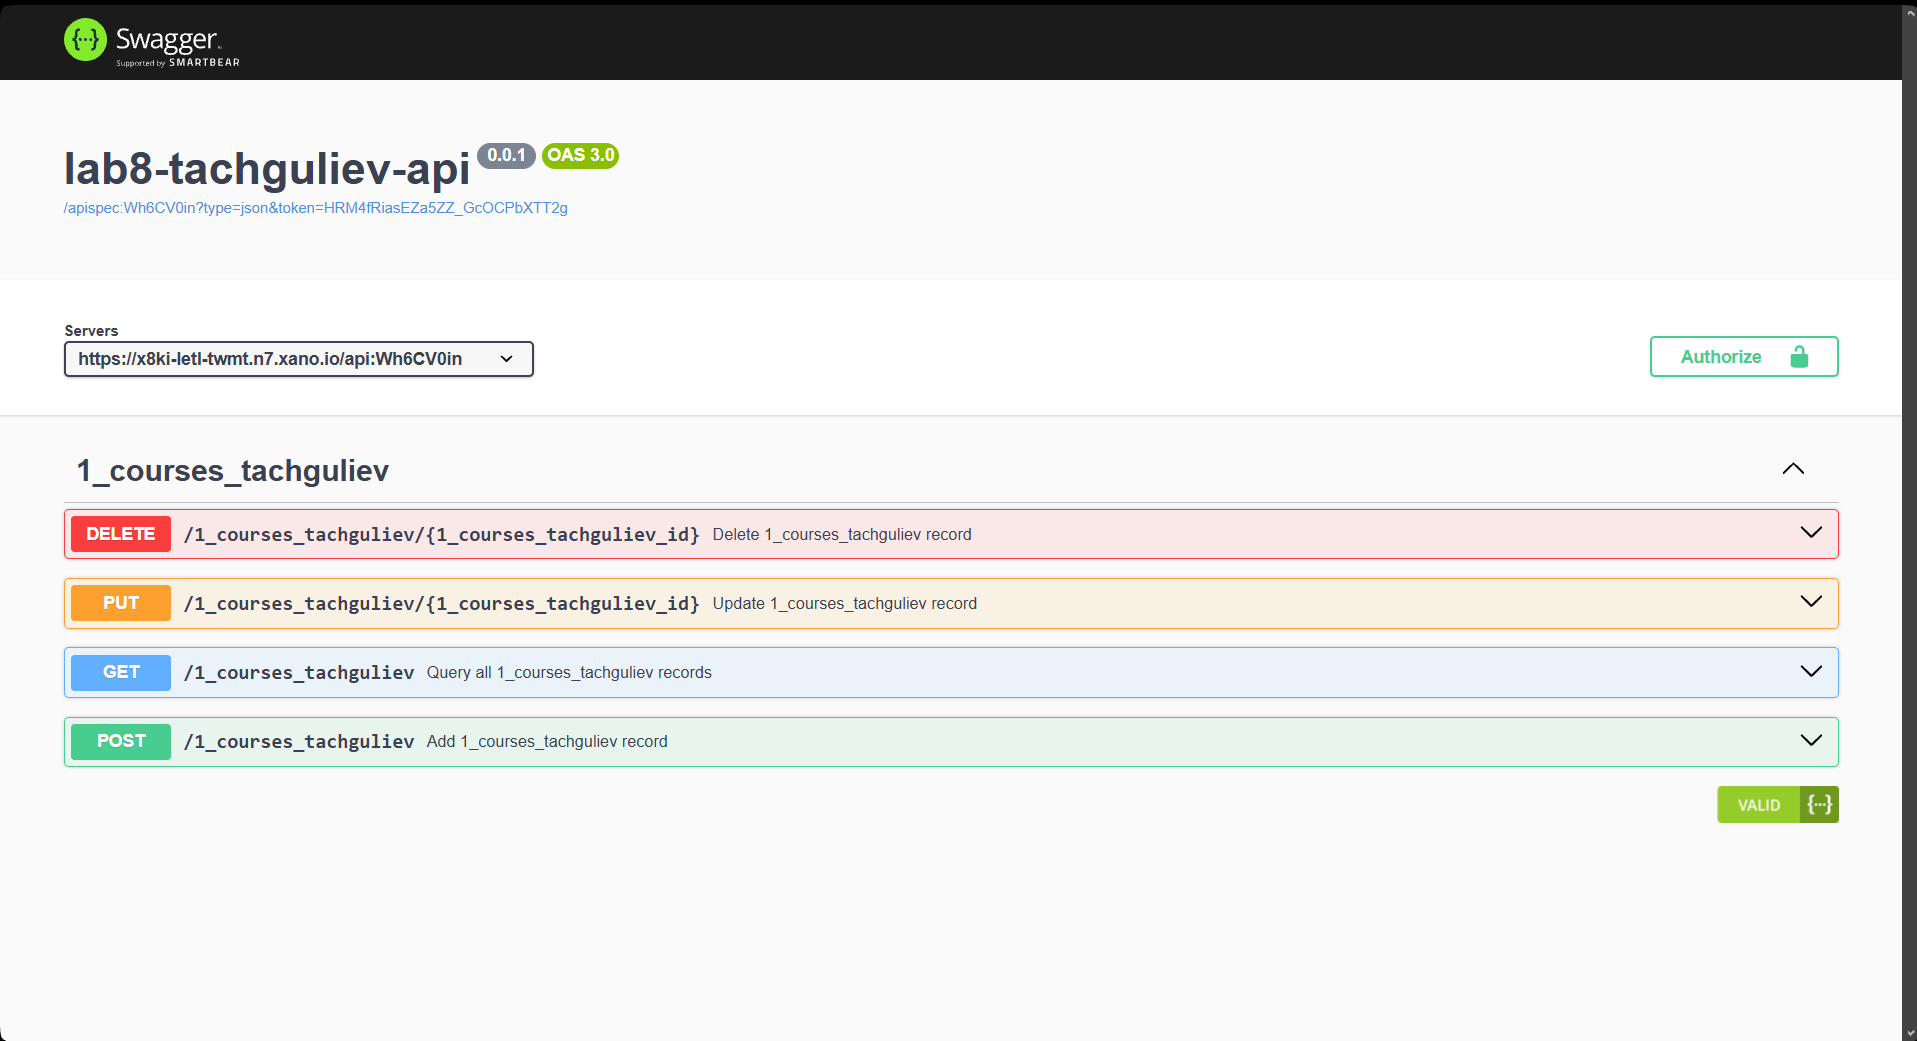 Swagger
Supported by SMARTBEAR
lab8-tachguliev-api 0.0.1 OAS 3.0
/apispec:Wh6CV0in?type=json&token=HRM4fRiasEZa5ZZ_GcOCPbXTT2g
Servers
https://x8ki-letl-twmt.n7.xano.io/api:Wh6CV0in
Authorize
1_courses_tachguliev
DELETE /1_courses_tachguliev/{1_courses_tachguliev_id} Delete 1_courses_tachguliev record
PUT /1_courses_tachguliev/{1_courses_tachguliev_id} Update 1_courses_tachguliev record
GET /1_courses_tachguliev Query all 1_courses_tachguliev records
POST /1_courses_tachguliev Add 1_courses_tachguliev record
VALID {···}